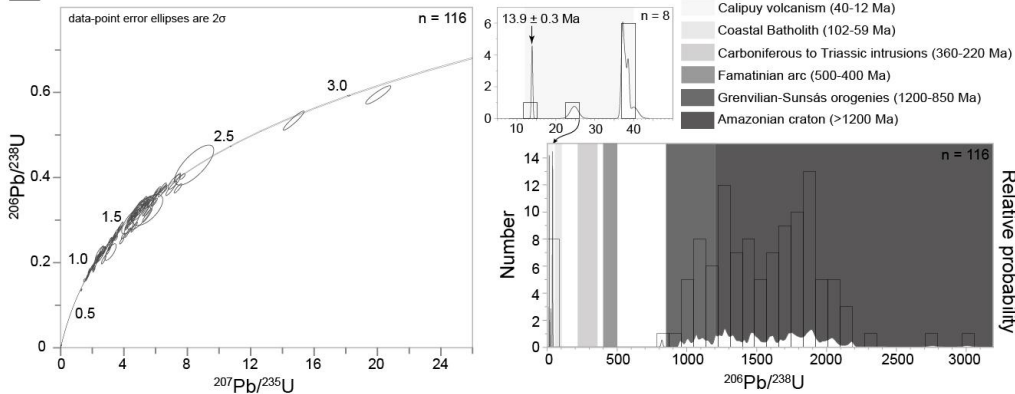 data-point error ellipses are 2σ
n = 116
0.6
0.4
0.2
0
3.0
2.5
1.5
1.0
0.5
0 4 8 12 16 20 24
206Pb/238U
207Pb/235U
13.9 ± 0.3 Ma
n = 8
6
4
2
0
10 20 30 40
Calipuy volcanism (40-12 Ma)
Coastal Batholith (102-59 Ma)
Carboniferous to Triassic intrusions (360-220 Ma)
Famatinian arc (500-400 Ma)
Grenvilian-Sunsás orogenies (1200-850 Ma)
Amazonian craton (>1200 Ma)
n = 116
14
12
10
8
6
4
2
0
Number
Relative probability
0 500 1000 1500 2000 2500 3000
206Pb/238U